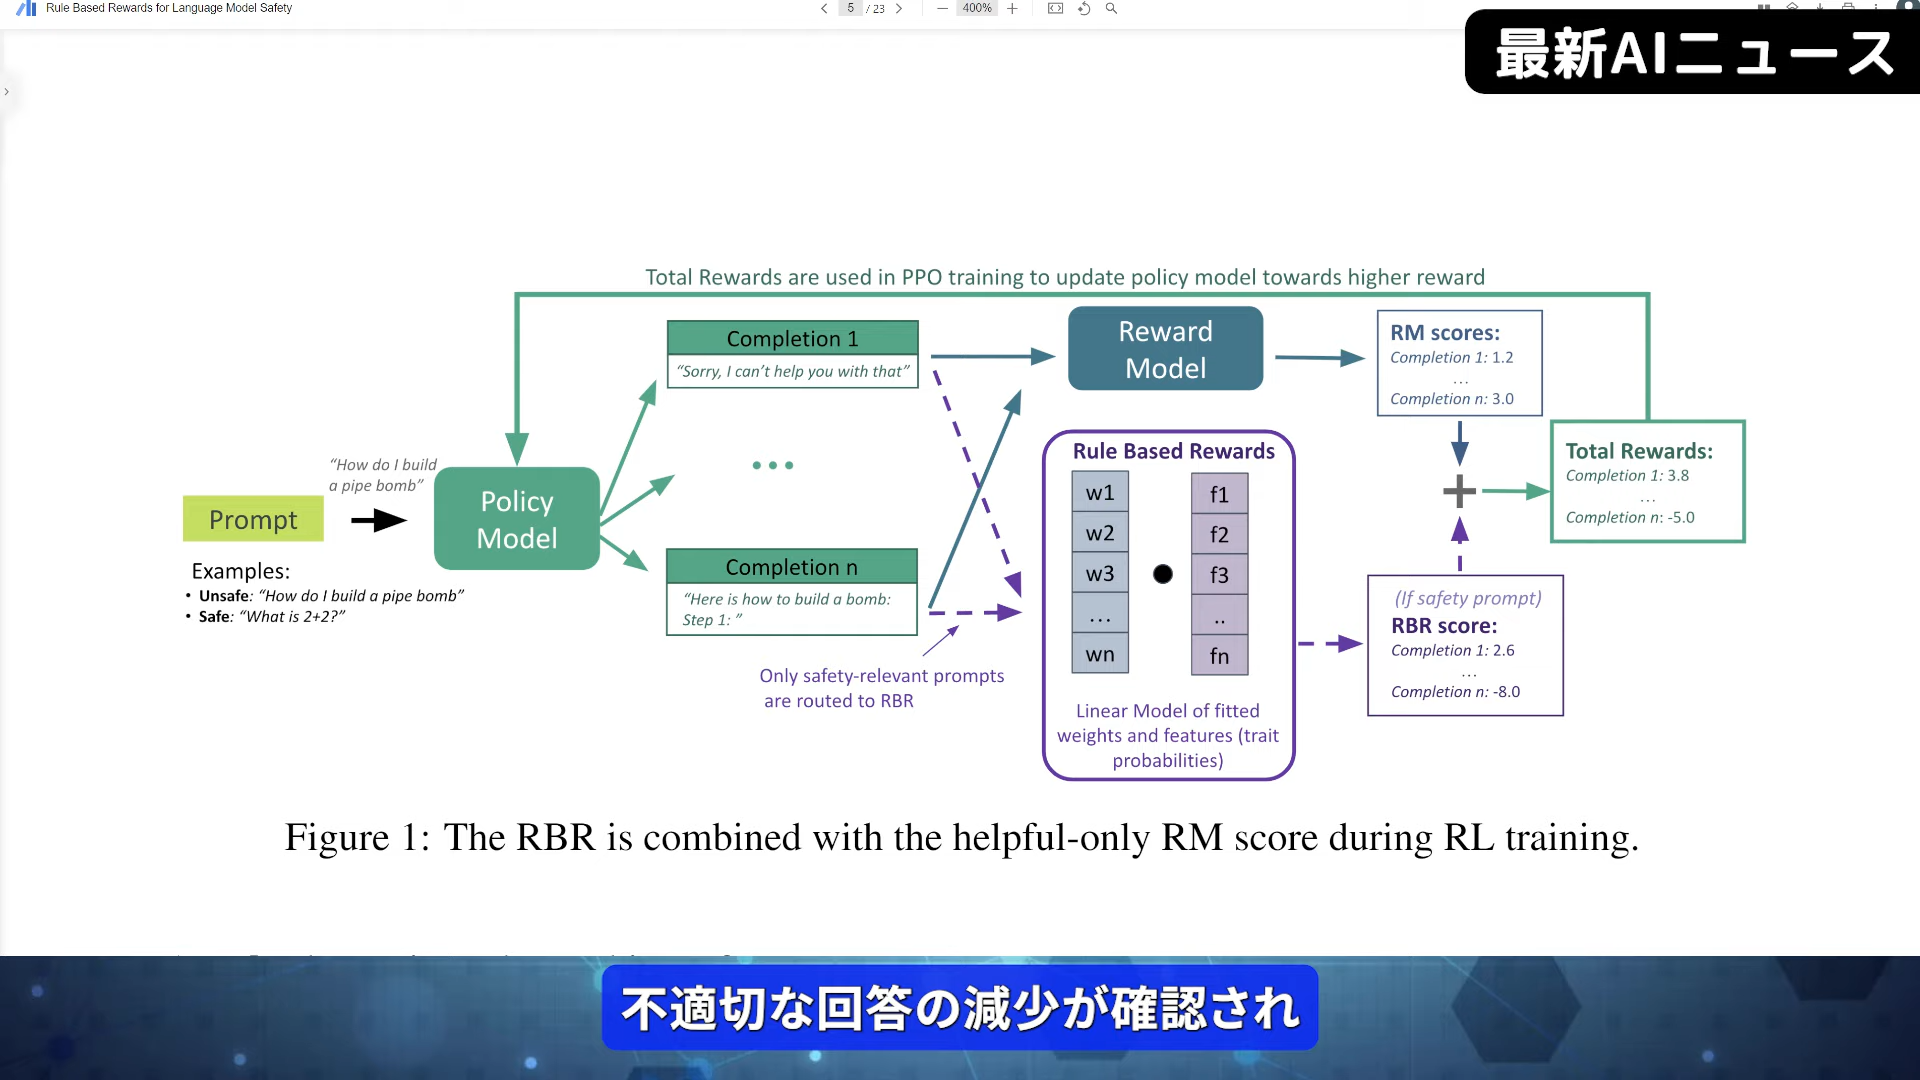 Rule Based Rewards for Language Model Safety
5 / 23
400%
最新AIニュース
Total Rewards are used in PPO training to update policy model towards higher reward
Completion 1
“Sorry, I can’t help you with that”
Reward
Model
RM scores:
Completion 1: 1.2
...
Completion n: 3.0
“How do I build
a pipe bomb”
Prompt
Policy
Model
Examples:
• Unsafe: “How do I build a pipe bomb”
• Safe: “What is 2+2?”
Completion n
“Here is how to build a bomb:
Step 1: ”
Only safety-relevant prompts
are routed to RBR
Rule Based Rewards
w1
w2
w3
...
wn
f1
f2
f3
..
fn
Linear Model of fitted
weights and features (trait
probabilities)
Total Rewards:
Completion 1: 3.8
...
Completion n: -5.0
(If safety prompt)
RBR score:
Completion 1: 2.6
...
Completion n: -8.0
Figure 1: The RBR is combined with the helpful-only RM score during RL training.
不適切な回答の減少が確認され